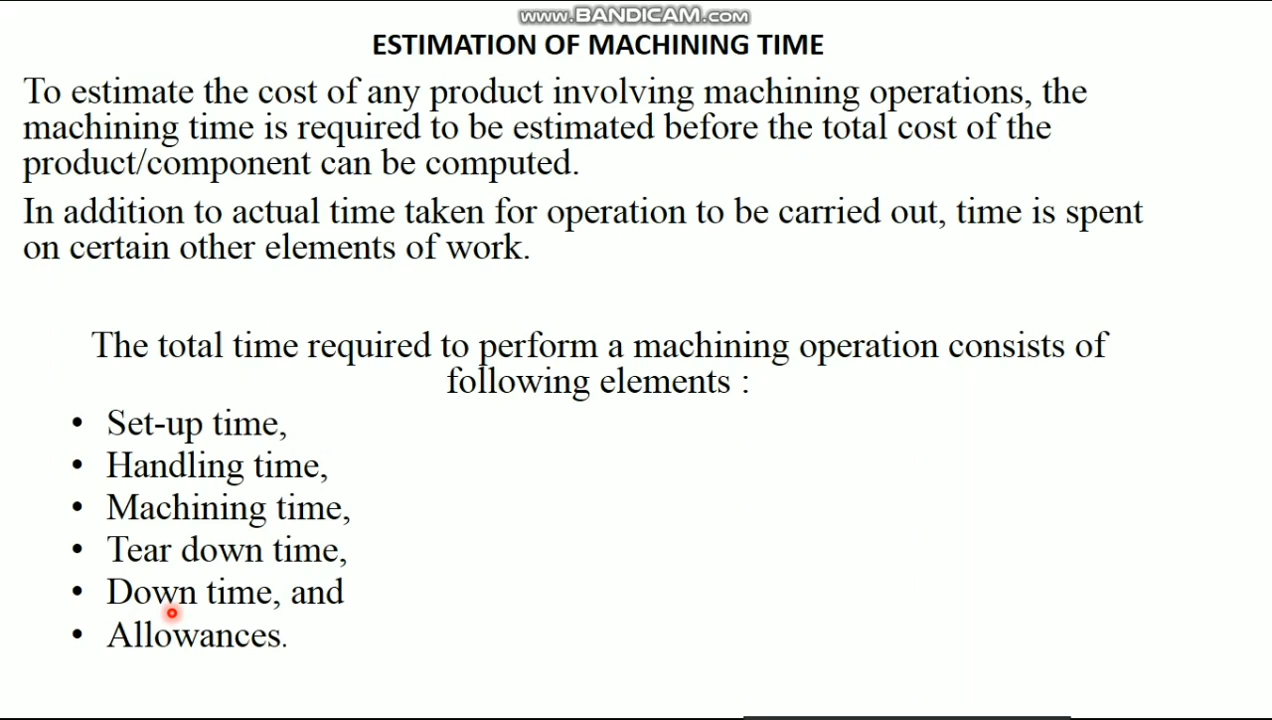 www.BANDICAM.com
ESTIMATION OF MACHINING TIME
To estimate the cost of any product involving machining operations, the
machining time is required to be estimated before the total cost of the
product/component can be computed.
In addition to actual time taken for operation to be carried out, time is spent
on certain other elements of work.
The total time required to perform a machining operation consists of
following elements :
• Set-up time,
• Handling time,
• Machining time,
• Tear down time,
• Down time, and
• Allowances.